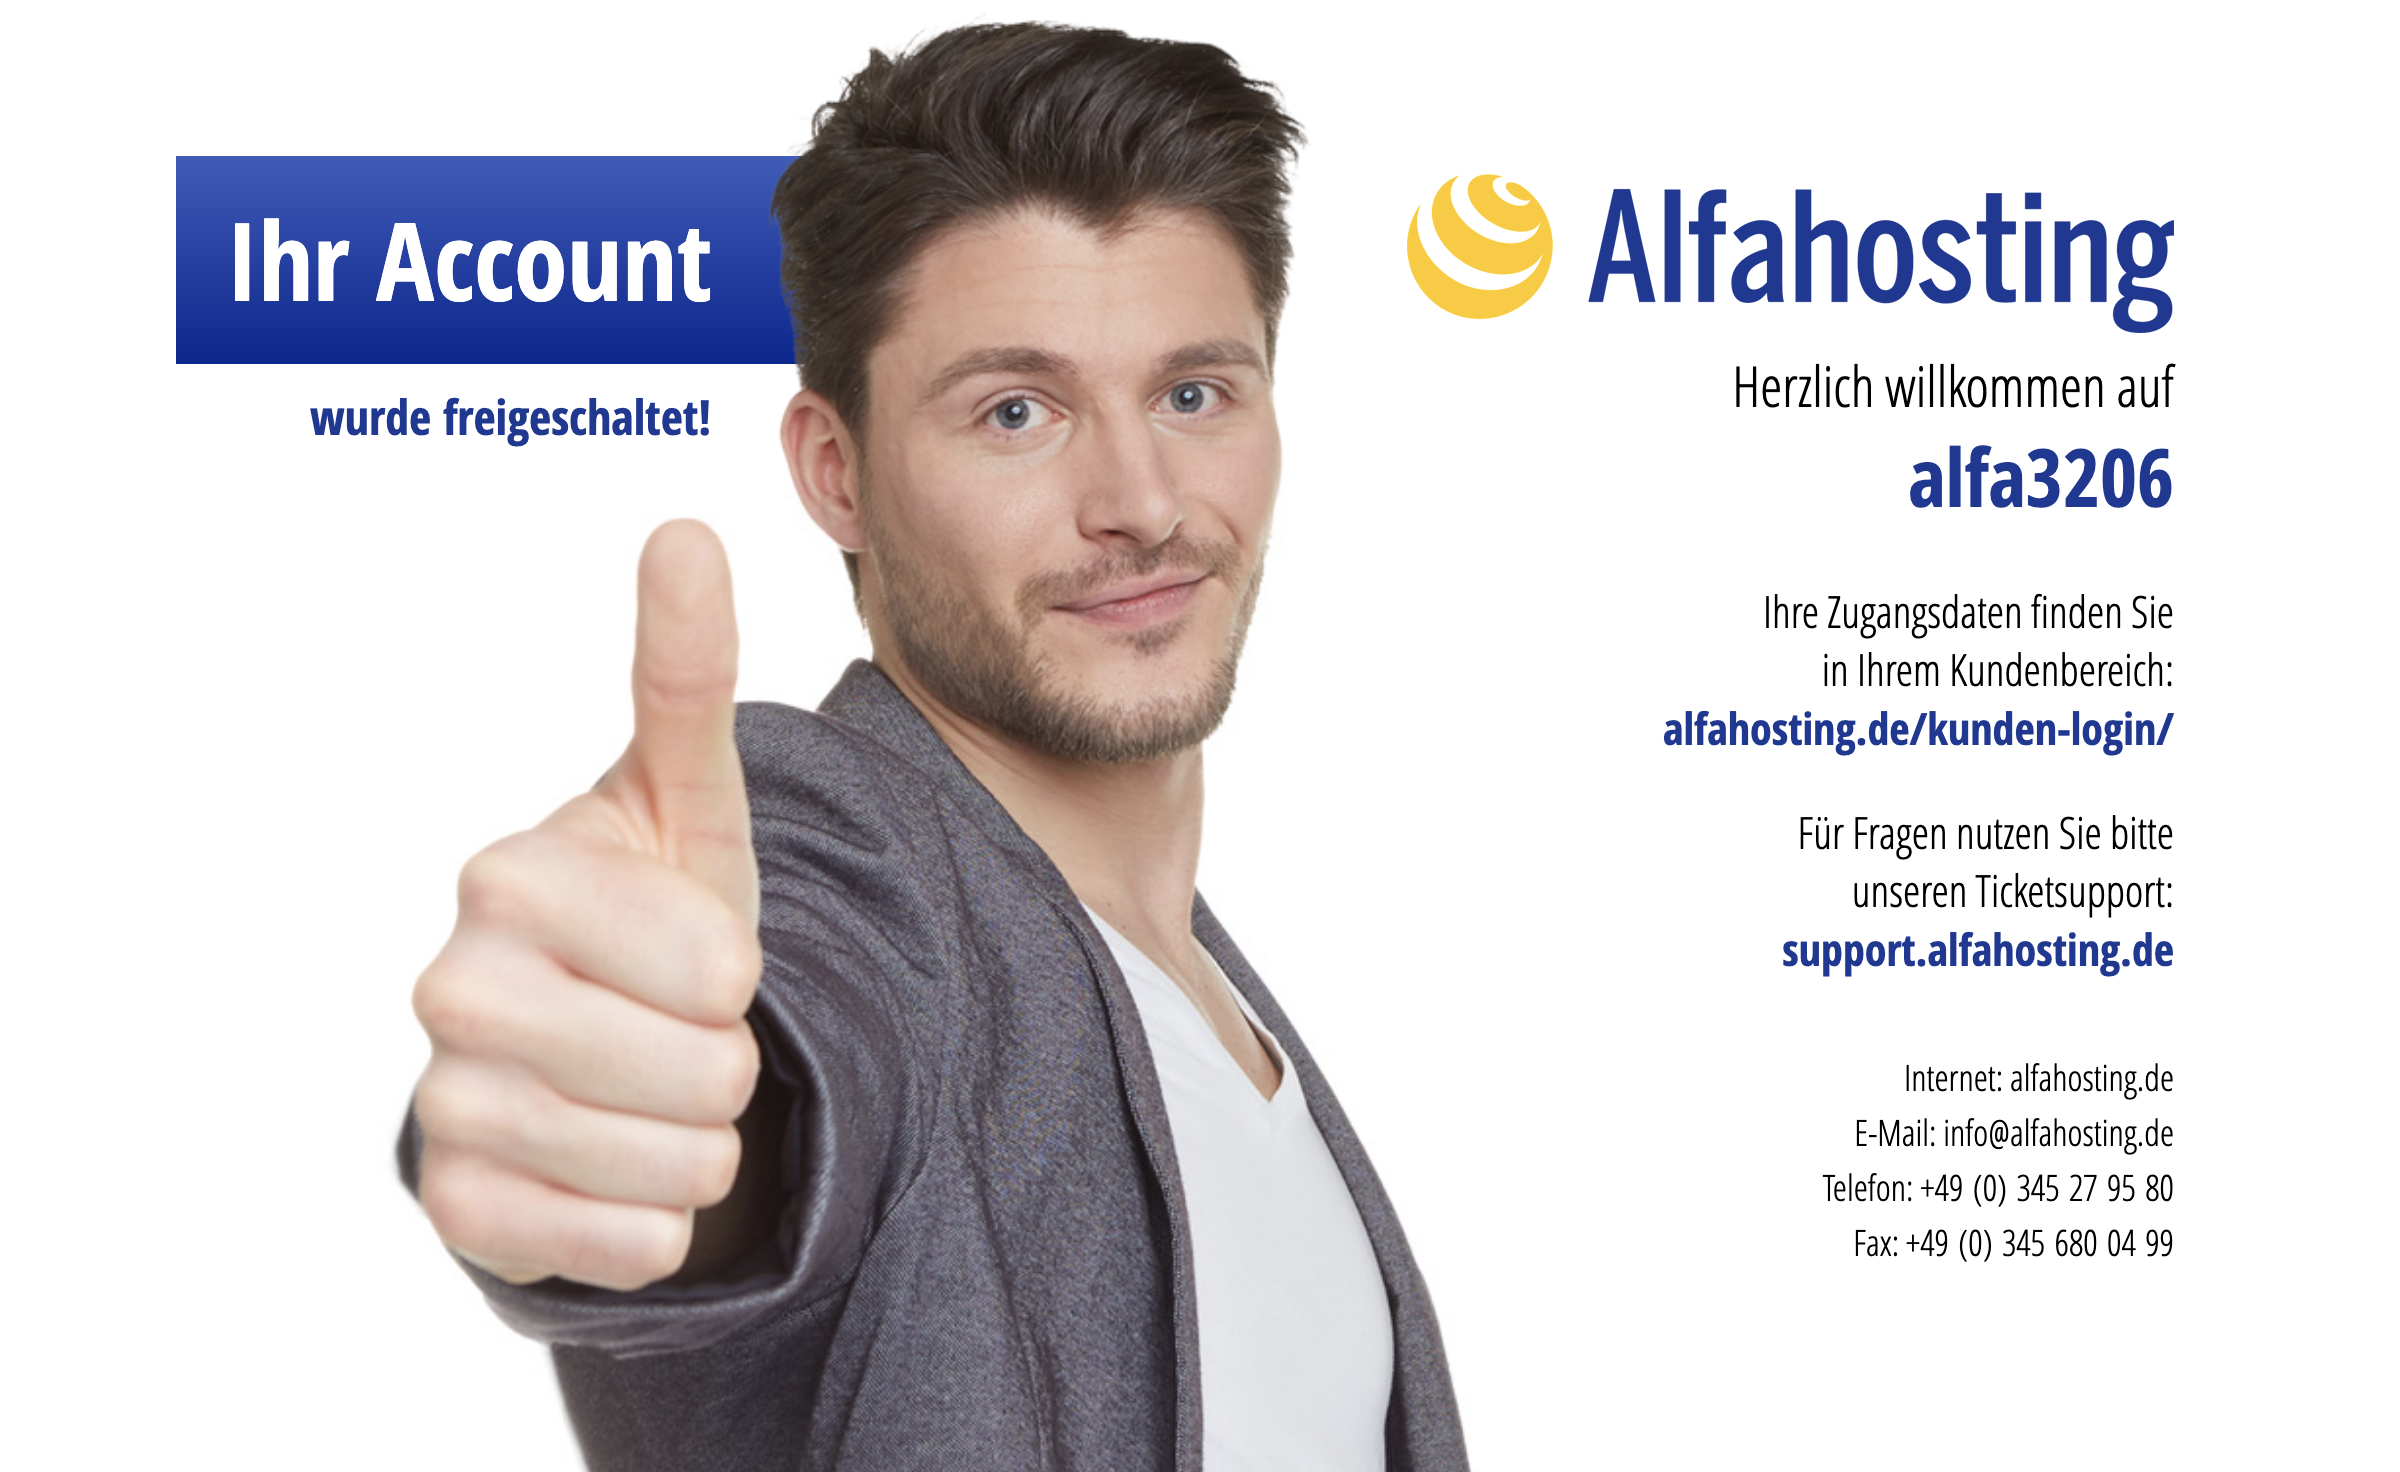 Ihr Account
wurde freigeschaltet!
Alfahosting
Herzlich willkommen auf
alfa3206
Ihre Zugangsdaten finden Sie
in Ihrem Kundenbereich:
alfahosting.de/kunden-login/
Für Fragen nutzen Sie bitte
unseren Ticketsupport:
support.alfahosting.de
Internet: alfahosting.de
E-Mail: info@alfahosting.de
Telefon: +49 (0) 345 27 95 80
Fax: +49 (0) 345 680 04 99